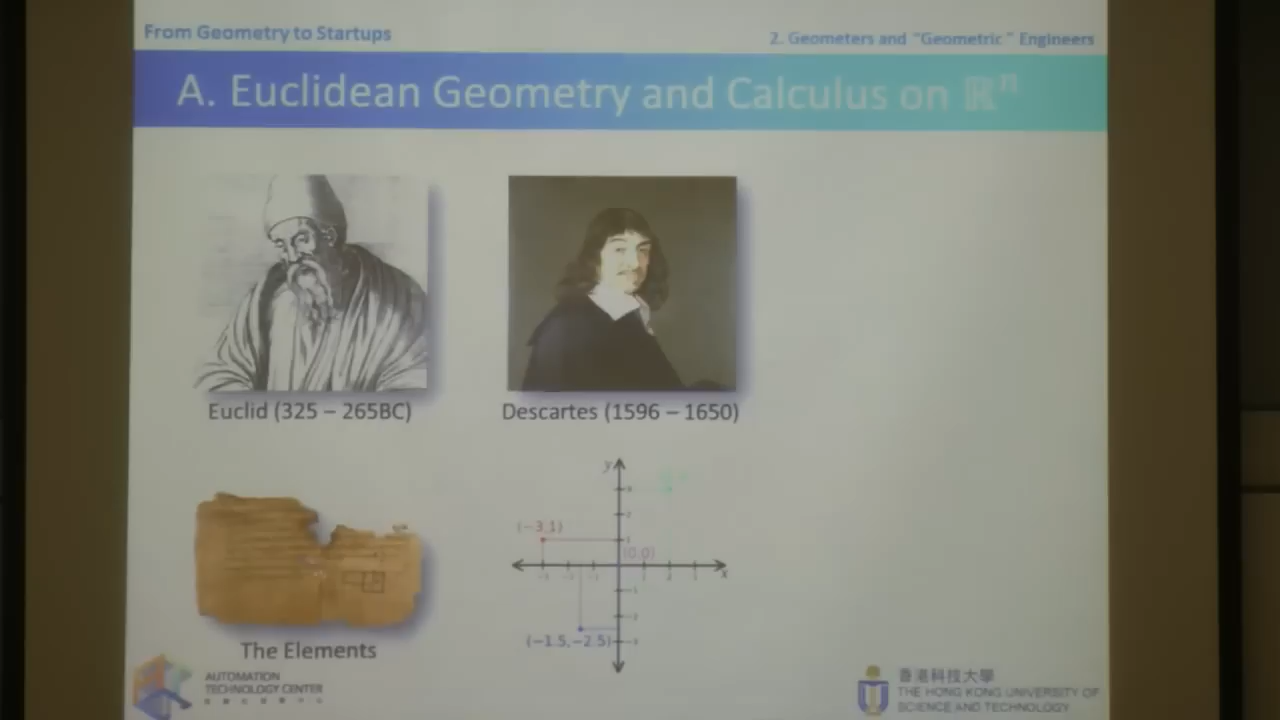 From Geometry to Startups
2. Geometers and "Geometric" Engineers
A. Euclidean Geometry and Calculus on ℝⁿ
Euclid (325 – 265BC)
Descartes (1596 – 1650)
y
(−3,1)
(0,0)
x
(−1.5,−2.5)
The Elements
AUTOMATION
TECHNOLOGY CENTER
香港科技大學
THE HONG KONG UNIVERSITY OF
SCIENCE AND TECHNOLOGY